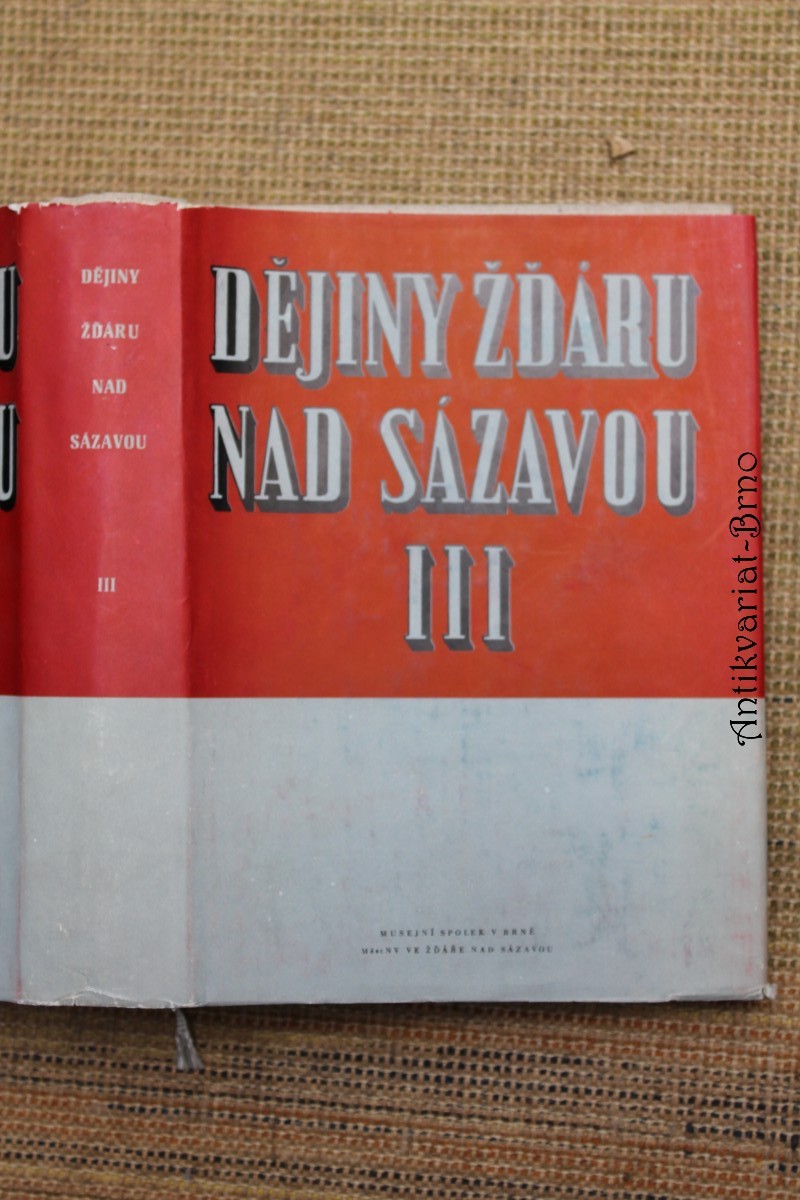 DĚJINY
ŽĎÁRU
NAD
SÁZAVOU
III
DĚJINY ŽĎÁRU
NAD SÁZAVOU
III
MUSEJNÍ SPOLEK V BRNĚ
MěstNV VE ŽĎÁŘE NAD SÁZAVOU
Antikvariat-Brno
U
U